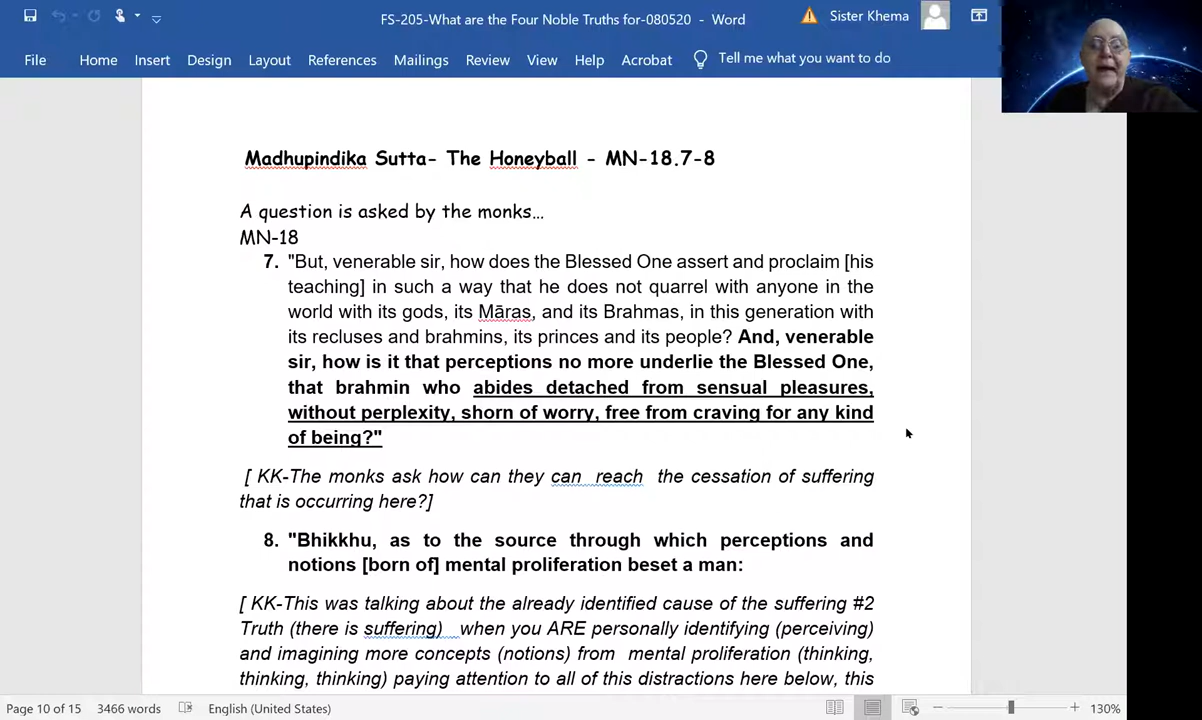 FS-205-What are the Four Noble Truths for-080520 - Word
Sister Khema
File Home Insert Design Layout References Mailings Review View Help Acrobat Tell me what you want to do
Madhupindika Sutta- The Honeyball - MN-18.7-8
A question is asked by the monks...
MN-18
7. "But, venerable sir, how does the Blessed One assert and proclaim [his
teaching] in such a way that he does not quarrel with anyone in the
world with its gods, its Māras, and its Brahmas, in this generation with
its recluses and brahmins, its princes and its people? And, venerable
sir, how is it that perceptions no more underlie the Blessed One,
that brahmin who abides detached from sensual pleasures,
without perplexity, shorn of worry, free from craving for any kind
of being?"
[ KK-The monks ask how can they can reach the cessation of suffering
that is occurring here?]
8. "Bhikkhu, as to the source through which perceptions and
notions [born of] mental proliferation beset a man:
[ KK-This was talking about the already identified cause of the suffering #2
Truth (there is suffering) when you ARE personally identifying (perceiving)
and imagining more concepts (notions) from mental proliferation (thinking,
thinking, thinking) paying attention to all of this distractions here below, this
Page 10 of 15 3466 words English (United States) 130%